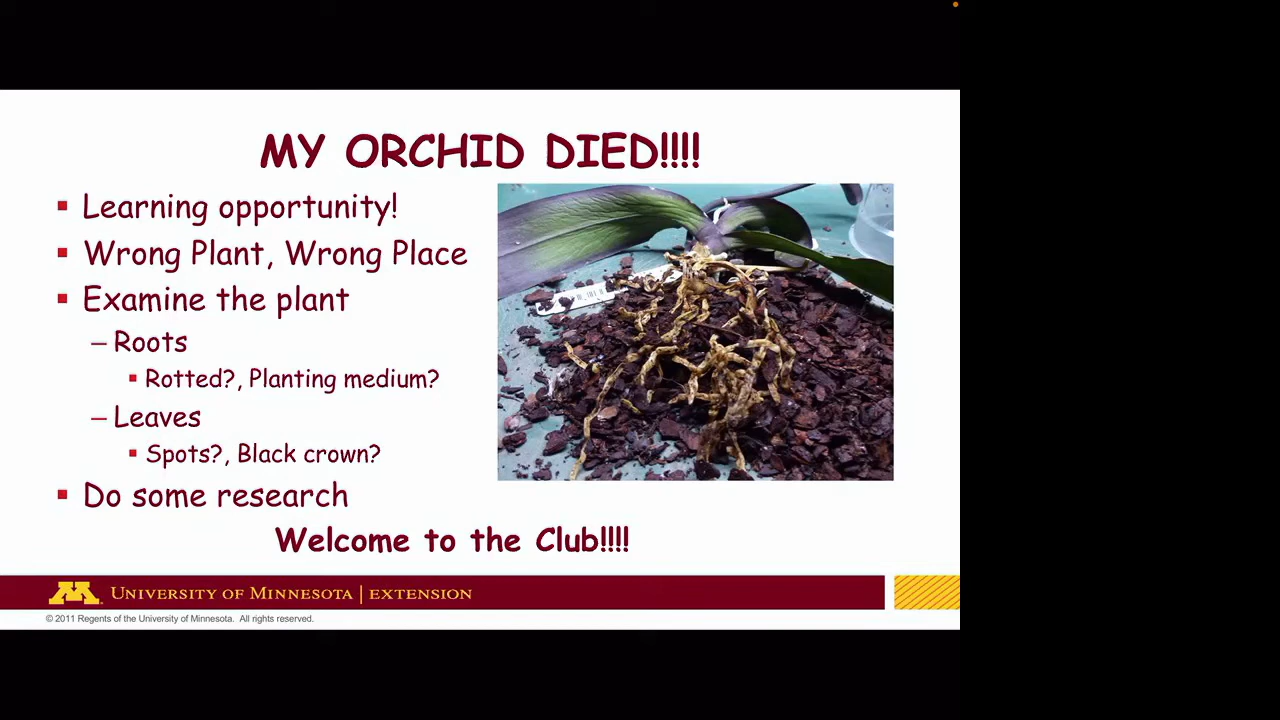 MY ORCHID DIED!!!!
Learning opportunity!
Wrong Plant, Wrong Place
Examine the plant
– Roots
Rotted?, Planting medium?
– Leaves
Spots?, Black crown?
Do some research
Welcome to the Club!!!!
M UNIVERSITY OF MINNESOTA | EXTENSION
© 2011 Regents of the University of Minnesota. All rights reserved.